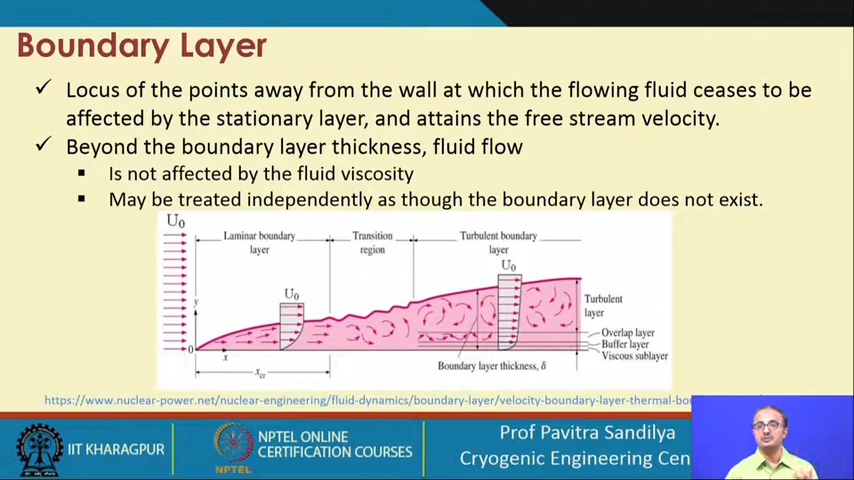 Boundary Layer
✓ Locus of the points away from the wall at which the flowing fluid ceases to be
affected by the stationary layer, and attains the free stream velocity.
✓ Beyond the boundary layer thickness, fluid flow
▪ Is not affected by the fluid viscosity
▪ May be treated independently as though the boundary layer does not exist.
U₀
Laminar boundary
layer
Transition
region
Turbulent boundary
layer
U₀
U₀
y
0
x
x_cr
Turbulent
layer
Overlap layer
Buffer layer
Viscous sublayer
Boundary layer thickness, δ
https://www.nuclear-power.net/nuclear-engineering/fluid-dynamics/boundary-layer/velocity-boundary-layer-thermal-bou
IIT KHARAGPUR
NPTEL
NPTEL ONLINE
CERTIFICATION COURSES
Prof Pavitra Sandilya
Cryogenic Engineering Cen